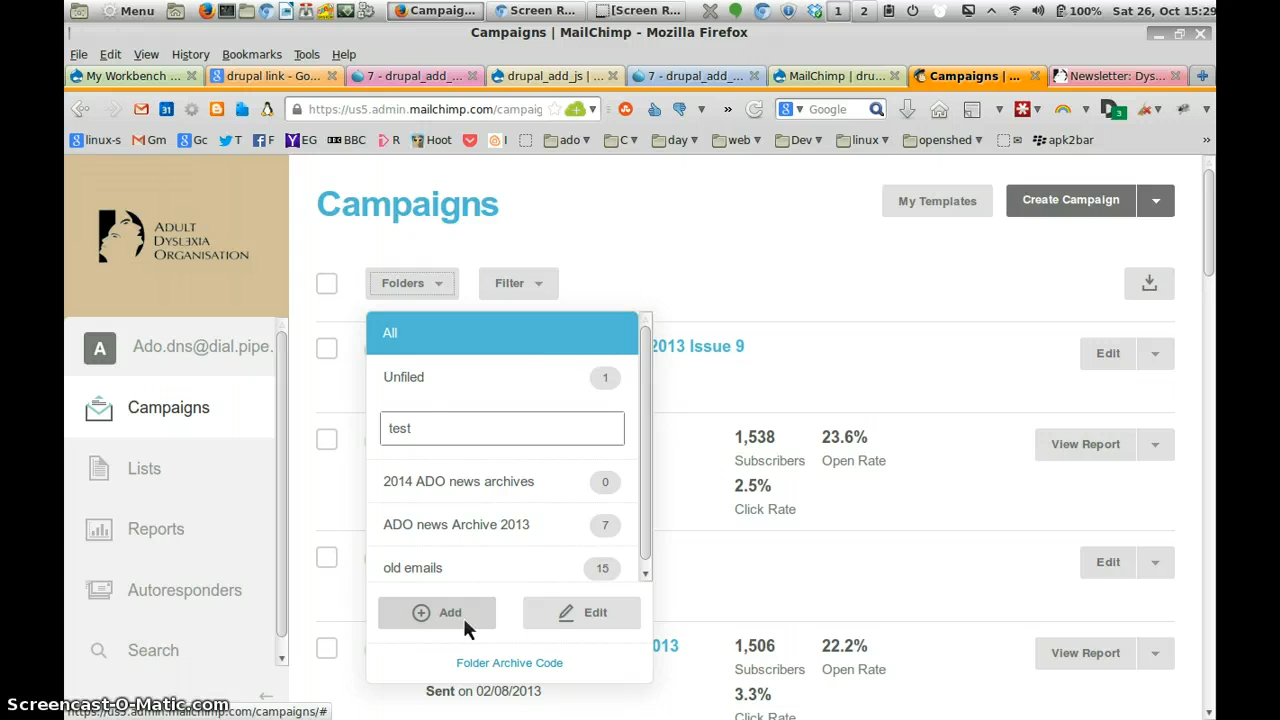 Menu
Campaig...
Screen R...
[Screen R...
1
2
100%
Sat 26, Oct 15:29
Campaigns | MailChimp - Mozilla Firefox
File Edit View History Bookmarks Tools Help
My Workbench ...
drupal link - Go...
7 - drupal_add_...
drupal_add_js | ...
7 - drupal_add_...
MailChimp | dru...
Campaigns | ...
Newsletter: Dys...
31
https://us5.admin.mailchimp.com/campaig
Google
3
linux-s
Gm
Gc
T
F
EG
BBC
R
Hoot
I
ado
C
day
web
Dev
linux
openshed
apk2bar
ADULT
DYSLEXIA
ORGANISATION
A
Ado.dns@dial.pipe.
Campaigns
Lists
Reports
Autoresponders
Search
Campaigns
My Templates
Create Campaign
Folders
Filter
All
Unfiled 1
test
2014 ADO news archives 0
ADO news Archive 2013 7
old emails 15
Add
Edit
Folder Archive Code
2013 Issue 9
Edit
1,538 23.6%
Subscribers Open Rate
2.5%
Click Rate
View Report
Edit
013
1,506 22.2%
Subscribers Open Rate
3.3%
Click Rate
View Report
Sent on 02/08/2013
Screencast-O-Matic.com
https://us5.admin.mailchimp.com/campaigns/#